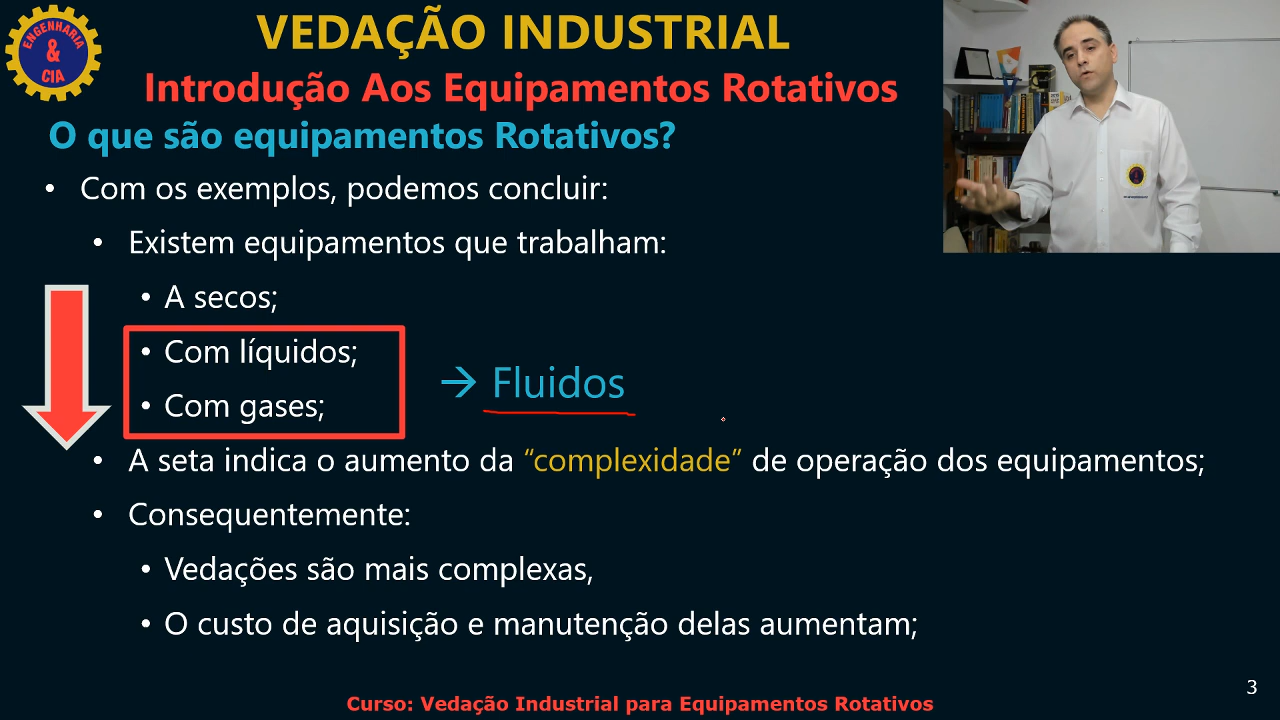 ENGENHARIA
&
CIA
VEDAÇÃO INDUSTRIAL
Introdução Aos Equipamentos Rotativos
O que são equipamentos Rotativos?
• Com os exemplos, podemos concluir:
• Existem equipamentos que trabalham:
• A secos;
• Com líquidos;
• Com gases;
→ Fluidos
• A seta indica o aumento da “complexidade” de operação dos equipamentos;
• Consequentemente:
• Vedações são mais complexas,
• O custo de aquisição e manutenção delas aumentam;
Curso: Vedação Industrial para Equipamentos Rotativos
3